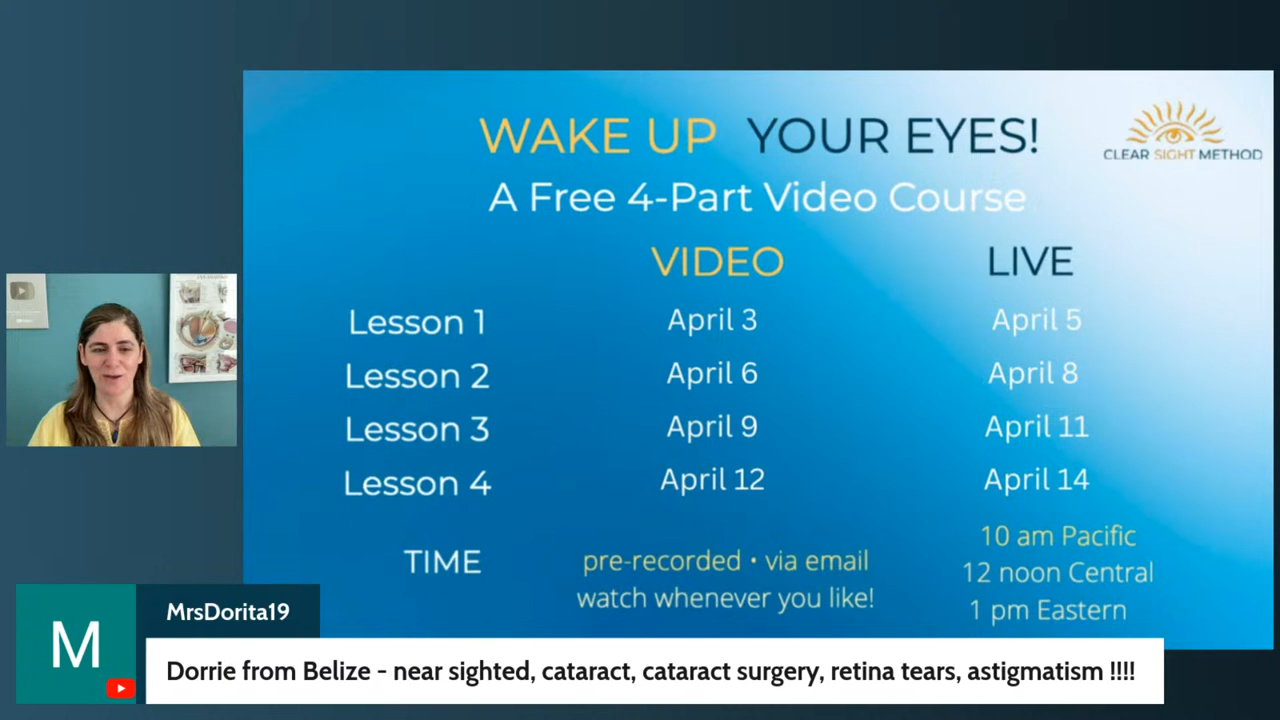 WAKE UP YOUR EYES!
CLEAR SIGHT METHOD
A Free 4-Part Video Course
VIDEO LIVE
Lesson 1 April 3 April 5
Lesson 2 April 6 April 8
Lesson 3 April 9 April 11
Lesson 4 April 12 April 14
TIME
pre-recorded • via email
watch whenever you like!
10 am Pacific
12 noon Central
1 pm Eastern
M
MrsDorita19
Dorrie from Belize - near sighted, cataract, cataract surgery, retina tears, astigmatism !!!!